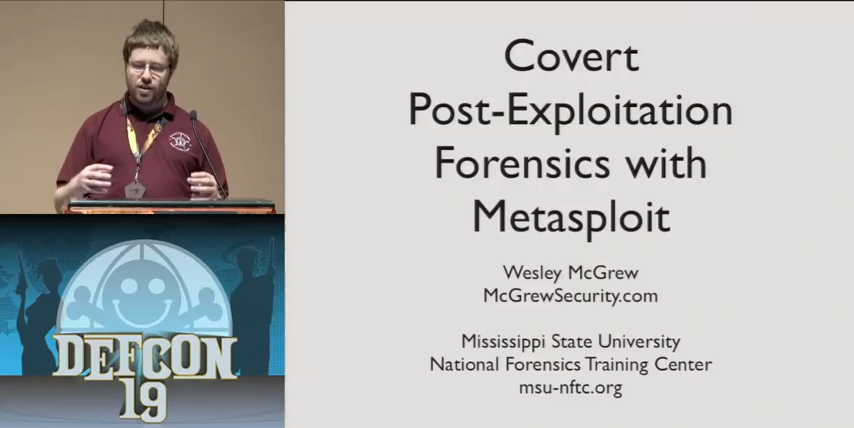 Covert
Post-Exploitation
Forensics with
Metasploit
Wesley McGrew
McGrewSecurity.com
Mississippi State University
National Forensics Training Center
msu-nftc.org
DEFCON
19